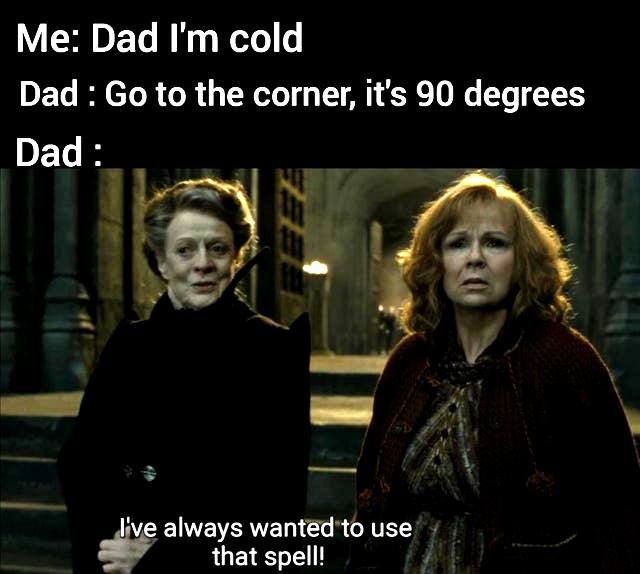 Me: Dad I'm cold
Dad : Go to the corner, it's 90 degrees
Dad :
I've always wanted to use
that spell!